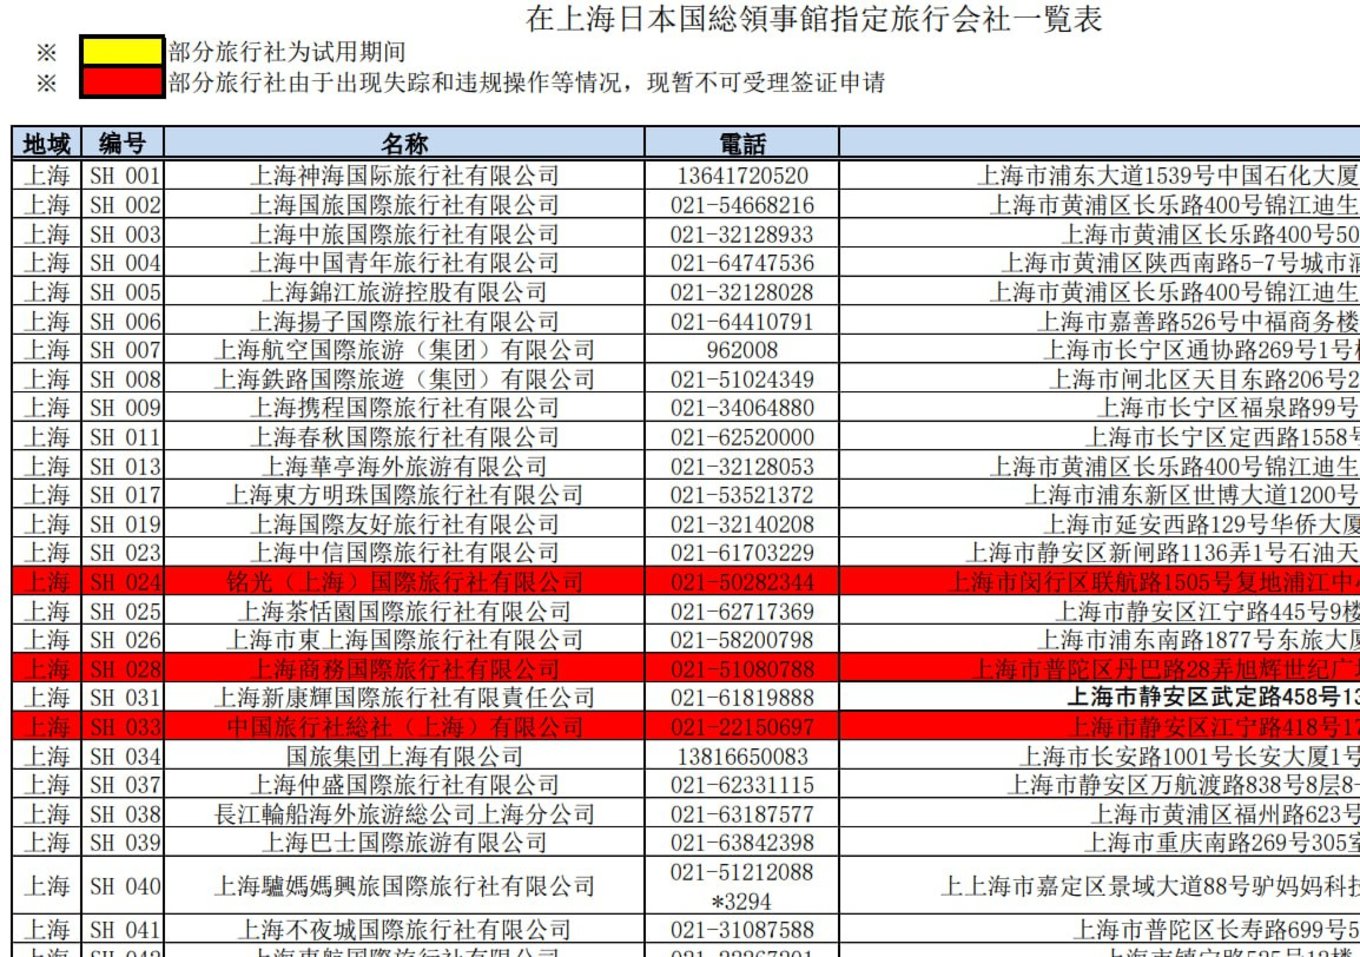 在上海日本国総領事館指定旅行会社一覧表
※ 部分旅行社为试用期间
※ 部分旅行社由于出现失踪和违规操作等情况，现暂不可受理签证申请
地域 编号 名称 電話
上海 SH 001 上海神海国际旅行社有限公司 13641720520 上海市浦东大道1539号中国石化大厦
上海 SH 002 上海国旅国際旅行社有限公司 021-54668216 上海市黄浦区长乐路400号锦江迪生
上海 SH 003 上海中旅国際旅行社有限公司 021-32128933 上海市黄浦区长乐路400号50
上海 SH 004 上海中国青年旅行社有限公司 021-64747536 上海市黄浦区陕西南路5-7号城市酒
上海 SH 005 上海錦江旅游控股有限公司 021-32128028 上海市黄浦区长乐路400号锦江迪生
上海 SH 006 上海揚子国際旅行社有限公司 021-64410791 上海市嘉善路526号中福商务楼
上海 SH 007 上海航空国際旅游（集团）有限公司 962008 上海市长宁区通协路269号1号
上海 SH 008 上海鉄路国際旅遊（集団）有限公司 021-51024349 上海市闸北区天目东路206号2
上海 SH 009 上海携程国際旅行社有限公司 021-34064880 上海市长宁区福泉路99号
上海 SH 011 上海春秋国際旅行社有限公司 021-62520000 上海市长宁区定西路1558号
上海 SH 013 上海華亭海外旅游有限公司 021-32128053 上海市黄浦区长乐路400号锦江迪生
上海 SH 017 上海東方明珠国際旅行社有限公司 021-53521372 上海市浦东新区世博大道1200号
上海 SH 019 上海国際友好旅行社有限公司 021-32140208 上海市延安西路129号华侨大厦
上海 SH 023 上海中信国際旅行社有限公司 021-61703229 上海市静安区新闸路1136弄1号石油天
上海 SH 024 铭光（上海）国際旅行社有限公司 021-50282344 上海市闵行区联航路1505号复地浦江中
上海 SH 025 上海茶恬園国際旅行社有限公司 021-62717369 上海市静安区江宁路445号9楼
上海 SH 026 上海市東上海国際旅行社有限公司 021-58200798 上海市浦东南路1877号东旅大厦
上海 SH 028 上海商務国際旅行社有限公司 021-51080788 上海市普陀区丹巴路28弄旭辉世纪广
上海 SH 031 上海新康輝国際旅行社有限責任公司 021-61819888 上海市静安区武定路458号13
上海 SH 033 中国旅行社総社（上海）有限公司 021-22150697 上海市静安区江宁路418号17
上海 SH 034 国旅集団上海有限公司 13816650083 上海市长安路1001号长安大厦1号
上海 SH 037 上海仲盛国際旅行社有限公司 021-62331115 上海市静安区万航渡路838号8层8-
上海 SH 038 長江輪船海外旅游総公司上海分公司 021-63187577 上海市黄浦区福州路623号
上海 SH 039 上海巴士国際旅游有限公司 021-63842398 上海市重庆南路269号305室
上海 SH 040 上海驢媽媽興旅国際旅行社有限公司 021-51212088 *3294 上上海市嘉定区景域大道88号驴妈妈科技
上海 SH 041 上海不夜城国際旅行社有限公司 021-31087588 上海市普陀区长寿路699号5